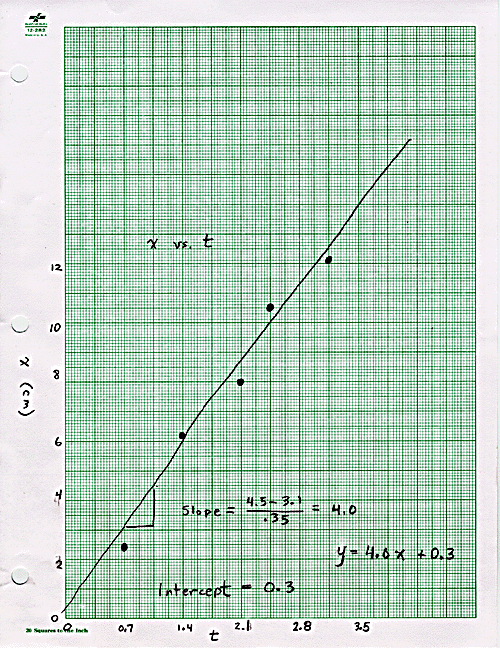 12-282
x vs. t
12
10
8
x (cm)
6
4
Slope = 4.5 - 3.1 / .35 = 4.0
y = 4.0 x + 0.3
2
Intercept = 0.3
0
20 Squares to the Inch
0 0.7 1.4 2.1 2.8 3.5
t